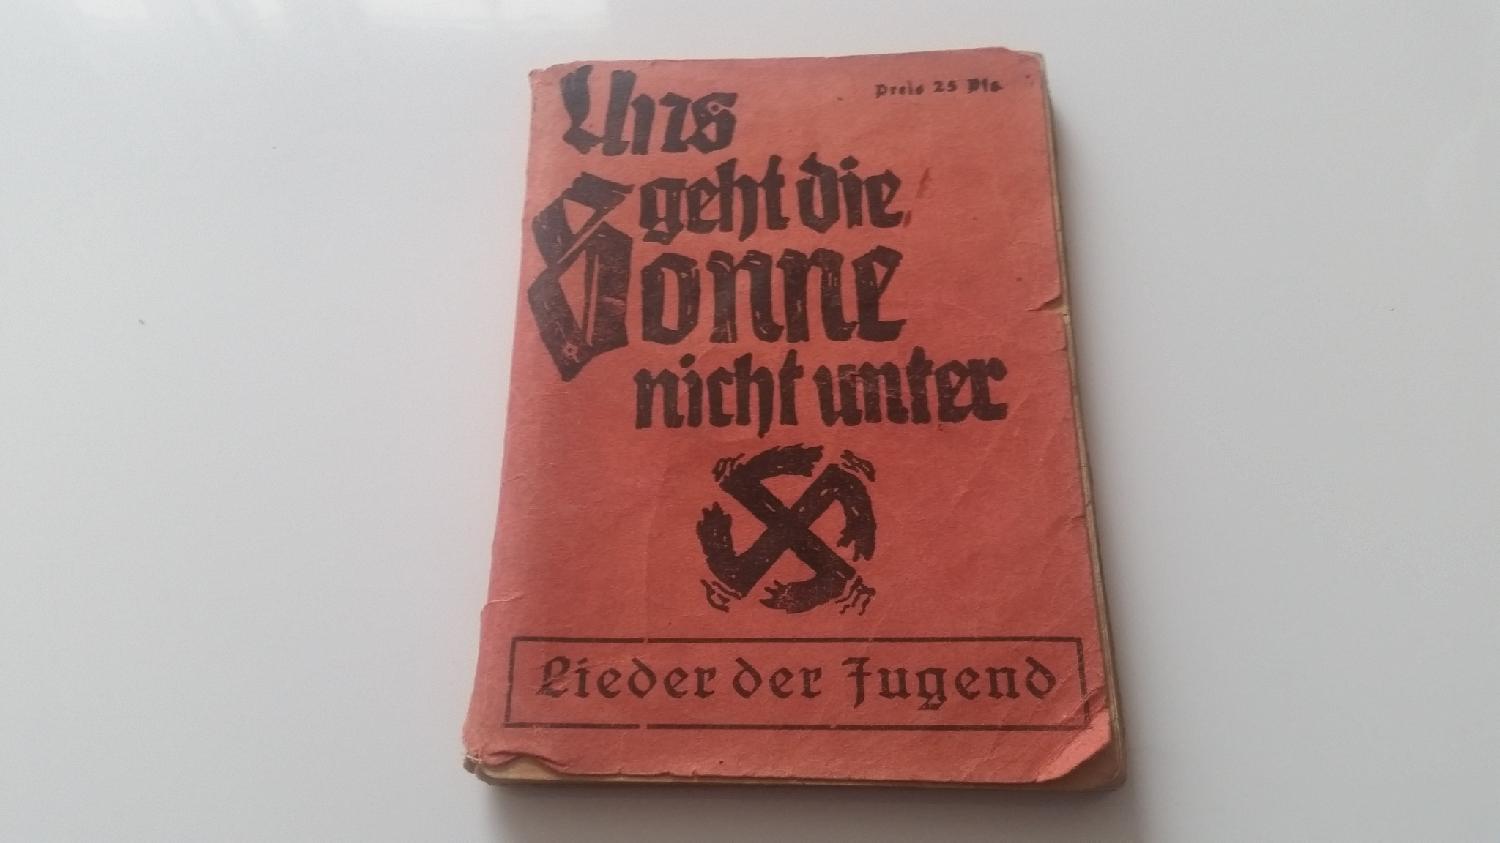 Preis 25 Pfg.
Uns
geht die
Sonne
nicht unter
Lieder der Jugend